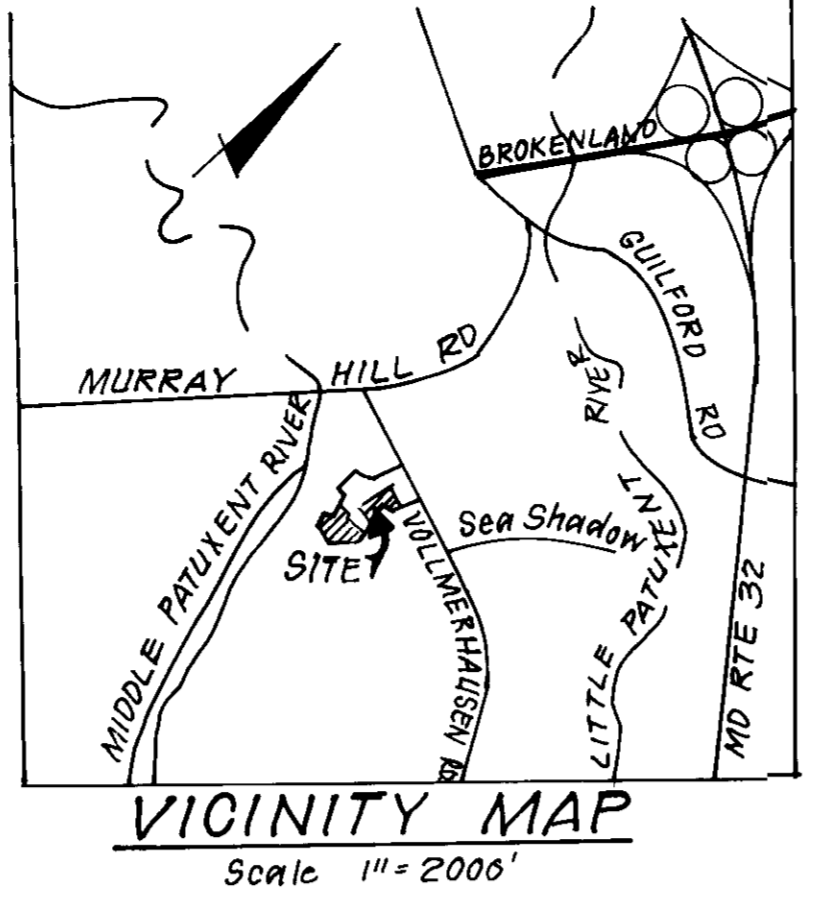 BROKENLAND
GUILFORD RD
MURRAY HILL RD
RIVER
MIDDLE PATUXENT RIVER
SITE
VOLLMERHAUSEN RD
Sea Shadow
LITTLE PATUXENT
MD RTE 32
VICINITY MAP
Scale 1" = 2000'